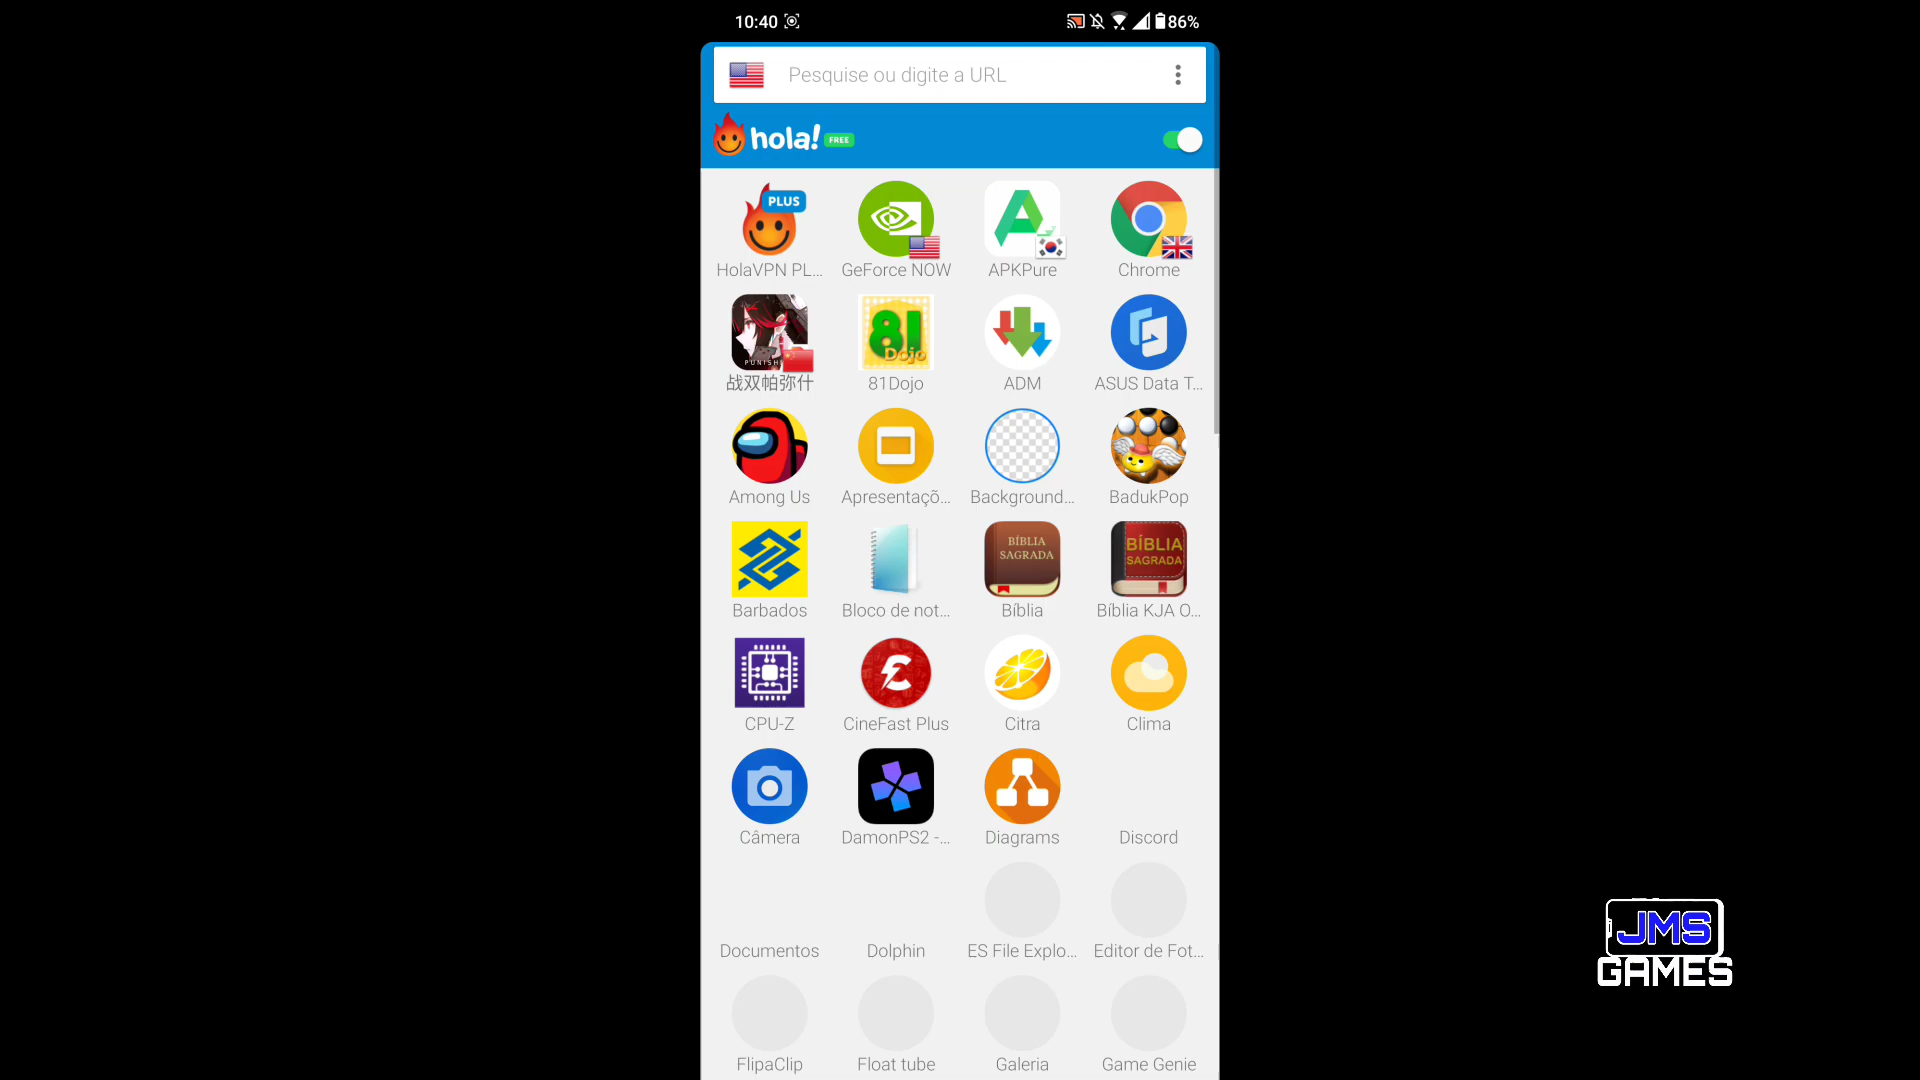 10:40
86%
Pesquise ou digite a URL
hola! FREE
PLUS
HolaVPN PL...
GeForce NOW
APKPure
Chrome
PUNISHI
战双帕弥什
81
Dojo
81Dojo
ADM
ASUS Data T...
Among Us
Apresentaçõ...
Background...
BadukPop
BÍBLIA
SAGRADA
BÍBLIA
SAGRADA
Barbados
Bloco de not...
Bíblia
Bíblia KJA O...
CPU-Z
CineFast Plus
Citra
Clima
Câmera
DamonPS2 -...
Diagrams
Discord
Documentos
Dolphin
ES File Explo...
Editor de Fot...
JMS
GAMES
FlipaClip
Float tube
Galeria
Game Genie